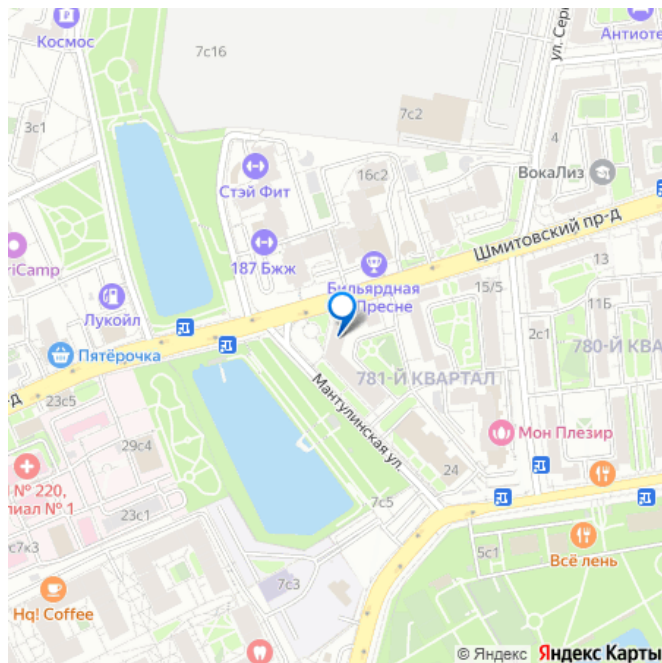 Космос
7с16
ул. Сер
Антиоте
3с1
7с2
4
Стэй Фит
16с2
ВокаЛиз
Шмитовский пр-д
riCamp
187 Бжж
Бильярдная
Пресне
15/5
13
11Б
Лукойл
2с1
Пятёрочка
780-Й КВА
-д
23с5
781-Й КВАРТАЛ
Мантулинская ул.
29с4
Мон Плезир
№ 220,
иал № 1
24
23с1
7с5
7к3
5с1
Всё лень
7с3
Hq! Coffee
© Яндекс Яндекс Карты